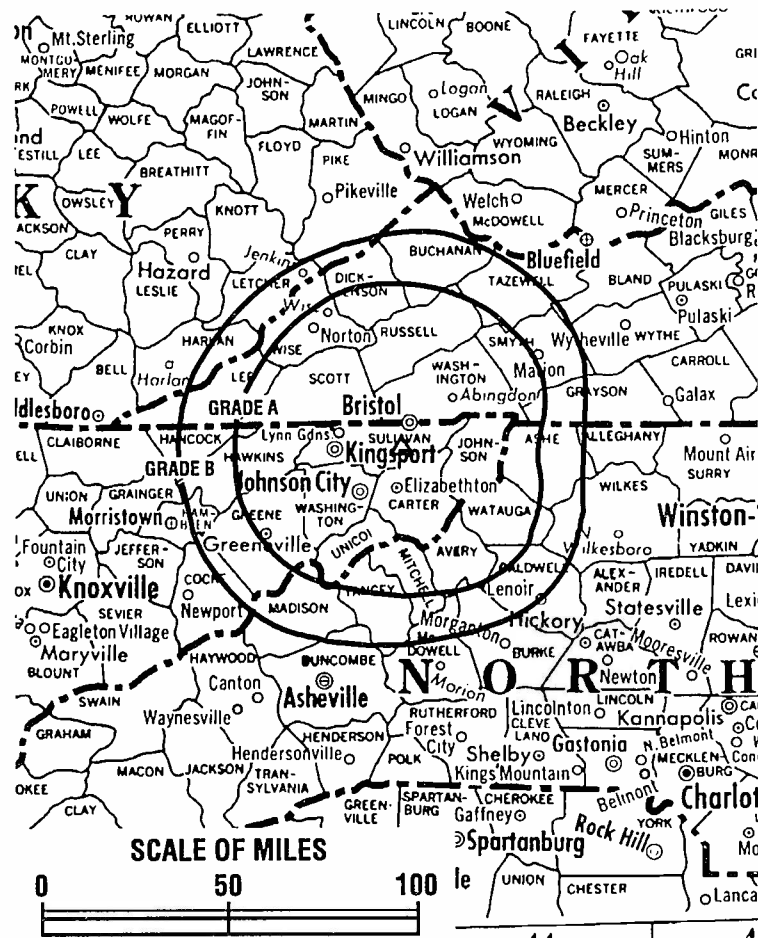 ROWAN
ELLIOTT
LINCOLN
BOONE
FAYETTE
Mt.Sterling
LAWRENCE
Oak
Hill
MONTGO-
MERY
MENIFEE
MORGAN
JOHN-
SON
MINGO
Logan
LOGAN
RALEIGH
Beckley
POWELL
WOLFE
MAGOF-
FIN
MARTIN
WYOMING
Hinton
ESTILL
LEE
FLOYD
PIKE
Williamson
SUM-
MERS
MONR
BREATHITT
Pikeville
Welch
MERCER
K Y
OWSLEY
KNOTT
McDOWELL
Princeton
GILES
JACKSON
PERRY
Blacksburg
CLAY
Hazard
Jenkins
BUCHANAN
Bluefield
LESLIE
LETCHER
DICK-
ENSON
TAZEWELL
BLAND
PULASKI
Wise
Pulaski
KNOX
Corbin
HARLAN
Norton
RUSSELL
SMYTH
Wytheville
WYTHE
WISE
Marion
BELL
Harlan
LEE
SCOTT
WASH-
INGTON
CARROLL
Abingdon
GRAYSON
Galax
ddlesboro
GRADE A
Bristol
CLAIBORNE
HANCOCK
Lynn Gdns.
SULLIVAN
JOHN-
SON
ASHE
ALLEGHANY
HAWKINS
Kingsport
Mount Air
SURRY
GRADE B
UNION
GRAINGER
Johnson City
Elizabethton
WILKES
Morristown
HAM-
BLEN
GREENE
WASHING-
TON
CARTER
WATAUGA
Winston-
Fountain
City
JEFFER-
SON
Greeneville
UNICOI
AVERY
Wilkesboro
YADKIN
Knoxville
COCKE
MITCHELL
CALDWELL
ALEX-
ANDER
IREDELL
DAVI
SEVIER
Newport
MADISON
YANCEY
Lenoir
Statesville
Lexi
Eagleton Village
Morganton
Hickory
Maryville
Mc
DOWELL
BURKE
CAT-
AWBA
Mooresville
ROWAN
BLOUNT
HAYWOOD
BUNCOMBE
Newton
SWAIN
Canton
Asheville
N O R T H
Marion
LINCOLN
Waynesville
RUTHERFORD
Lincolnton
Kannapolis
GRAHAM
HENDERSON
Forest
City
CLEVE
LAND
Gastonia
N. Belmont
Hendersonville
Shelby
MECKLEN-
BURG
MACON
JACKSON
TRAN-
SYLVANIA
POLK
Kings Mountain
Belmont
OKEE
CLAY
GREEN-
VILLE
SPARTAN-
BURG
CHEROKEE
Charlot
Gaffney
YORK
Rock Hill
SCALE OF MILES
Spartanburg
0 50 100
le
UNION
CHESTER
Lanca